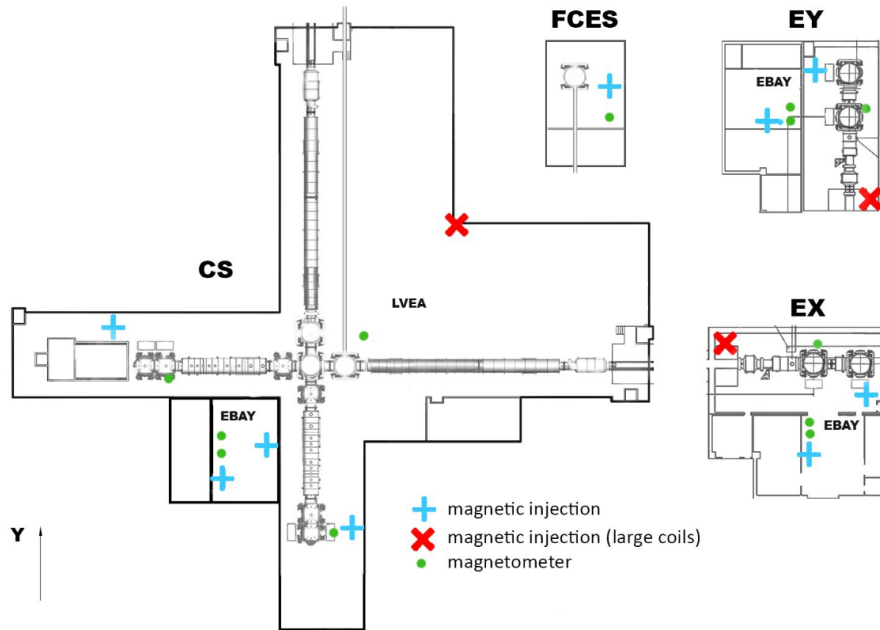 FCES
EY
EBAY
CS
LVEA
EX
EBAY
EBAY
magnetic injection
magnetic injection (large coils)
magnetometer
Y